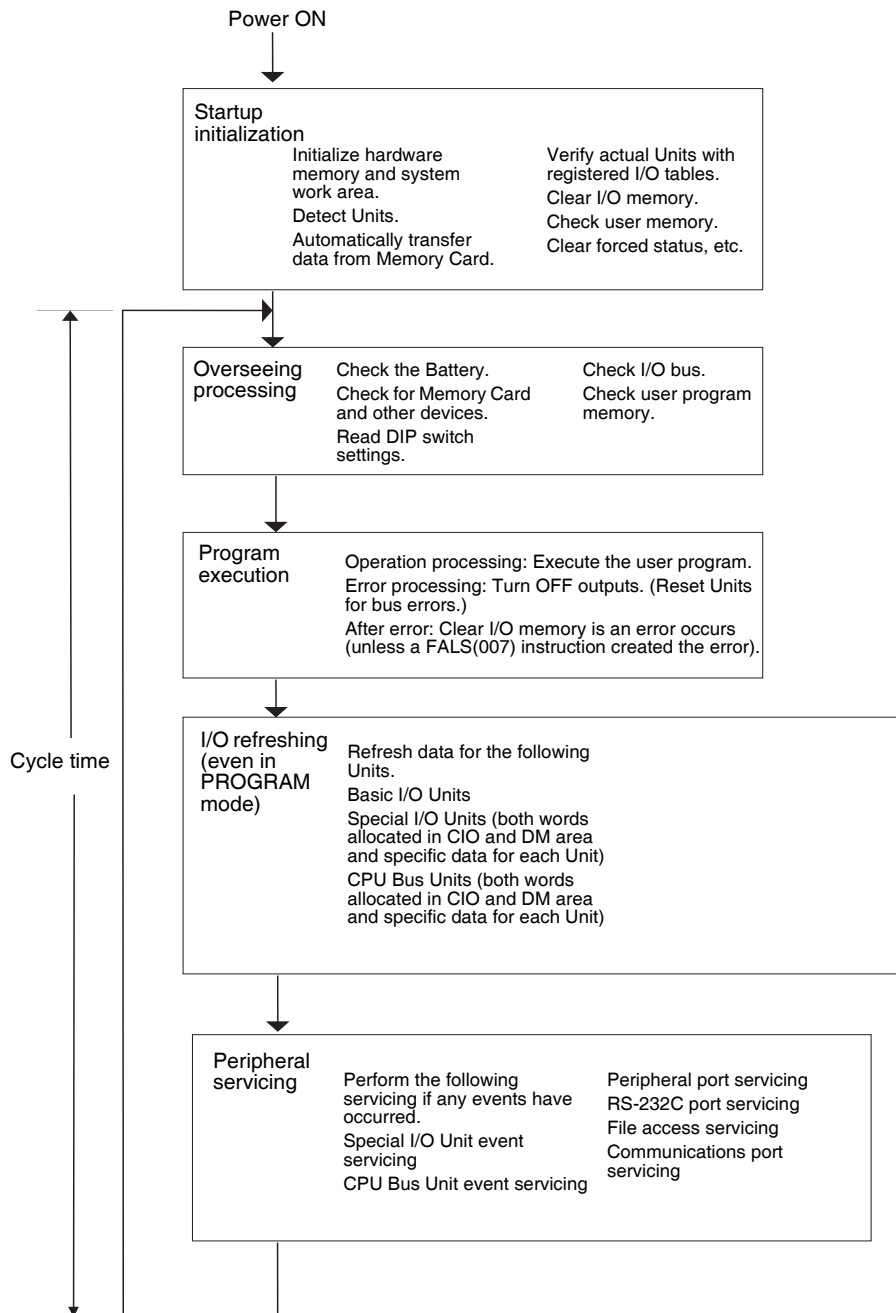 Power ON
Startup
initialization
Initialize hardware
memory and system
work area.
Detect Units.
Automatically transfer
data from Memory Card.
Verify actual Units with
registered I/O tables.
Clear I/O memory.
Check user memory.
Clear forced status, etc.
Overseeing
processing
Check the Battery.
Check for Memory Card
and other devices.
Read DIP switch
settings.
Check I/O bus.
Check user program
memory.
Program
execution
Operation processing: Execute the user program.
Error processing: Turn OFF outputs. (Reset Units
for bus errors.)
After error: Clear I/O memory is an error occurs
(unless a FALS(007) instruction created the error).
Cycle time
I/O refreshing
(even in
PROGRAM
mode)
Refresh data for the following
Units.
Basic I/O Units
Special I/O Units (both words
allocated in CIO and DM area
and specific data for each Unit)
CPU Bus Units (both words
allocated in CIO and DM area
and specific data for each Unit)
Peripheral
servicing
Perform the following
servicing if any events have
occurred.
Special I/O Unit event
servicing
CPU Bus Unit event servicing
Peripheral port servicing
RS-232C port servicing
File access servicing
Communications port
servicing